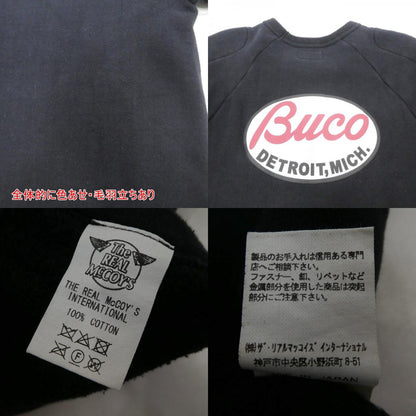 Buco
DETROIT, MICH.
全体的に色あせ・毛羽立ちあり
The
REAL
McCOY'S
THE REAL McCOY'S
INTERNATIONAL
100% COTTON
製品のお手入れは信用ある専門
店へご相談下さい。
ファスナー、釦、リベットなど
金属部分を使用した商品は突起
部分にご注意下さい。
㈱ザ・リアルマッコイズ インターナショナル
神戸市中央区小野浜町8-51
JAPAN